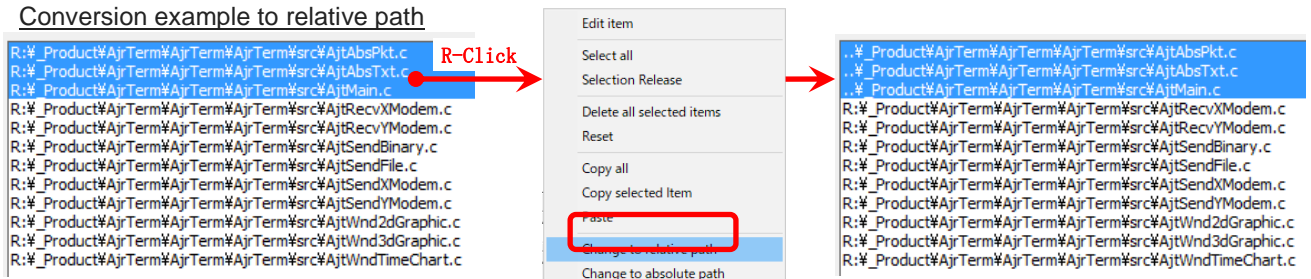 Conversion example to relative path
R:¥_Product¥AjrTerm¥AjrTerm¥AjrTerm¥src¥AjtAbsPkt.c
R:¥_Product¥AjrTerm¥AjrTerm¥AjrTerm¥src¥AjtAbsTxt.c
R:¥_Product¥AjrTerm¥AjrTerm¥AjrTerm¥src¥AjtMain.c
R:¥_Product¥AjrTerm¥AjrTerm¥AjrTerm¥src¥AjtRecvXModem.c
R:¥_Product¥AjrTerm¥AjrTerm¥AjrTerm¥src¥AjtRecvYModem.c
R:¥_Product¥AjrTerm¥AjrTerm¥AjrTerm¥src¥AjtSendBinary.c
R:¥_Product¥AjrTerm¥AjrTerm¥AjrTerm¥src¥AjtSendFile.c
R:¥_Product¥AjrTerm¥AjrTerm¥AjrTerm¥src¥AjtSendXModem.c
R:¥_Product¥AjrTerm¥AjrTerm¥AjrTerm¥src¥AjtSendYModem.c
R:¥_Product¥AjrTerm¥AjrTerm¥AjrTerm¥src¥AjtWnd2dGraphic.c
R:¥_Product¥AjrTerm¥AjrTerm¥AjrTerm¥src¥AjtWnd3dGraphic.c
R:¥_Product¥AjrTerm¥AjrTerm¥AjrTerm¥src¥AjtWndTimeChart.c
R-Click
Edit item
Select all
Selection Release
Delete all selected items
Reset
Copy all
Copy selected Item
Paste
Change to relative path
Change to absolute path
..¥_Product¥AjrTerm¥AjrTerm¥AjrTerm¥src¥AjtAbsPkt.c
..¥_Product¥AjrTerm¥AjrTerm¥AjrTerm¥src¥AjtAbsTxt.c
..¥_Product¥AjrTerm¥AjrTerm¥AjrTerm¥src¥AjtMain.c
R:¥_Product¥AjrTerm¥AjrTerm¥AjrTerm¥src¥AjtRecvXModem.c
R:¥_Product¥AjrTerm¥AjrTerm¥AjrTerm¥src¥AjtRecvYModem.c
R:¥_Product¥AjrTerm¥AjrTerm¥AjrTerm¥src¥AjtSendBinary.c
R:¥_Product¥AjrTerm¥AjrTerm¥AjrTerm¥src¥AjtSendFile.c
R:¥_Product¥AjrTerm¥AjrTerm¥AjrTerm¥src¥AjtSendXModem.c
R:¥_Product¥AjrTerm¥AjrTerm¥AjrTerm¥src¥AjtSendYModem.c
R:¥_Product¥AjrTerm¥AjrTerm¥AjrTerm¥src¥AjtWnd2dGraphic.c
R:¥_Product¥AjrTerm¥AjrTerm¥AjrTerm¥src¥AjtWnd3dGraphic.c
R:¥_Product¥AjrTerm¥AjrTerm¥AjrTerm¥src¥AjtWndTimeChart.c